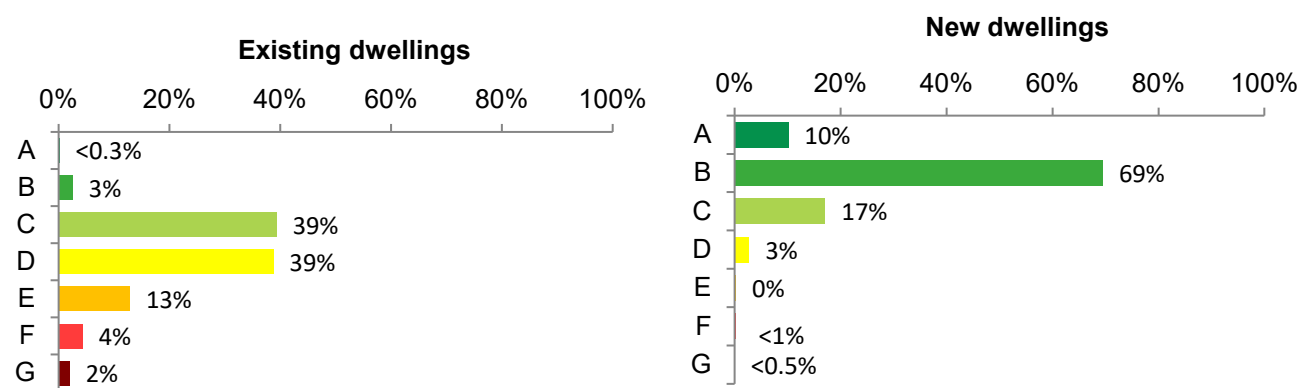 Existing dwellings
0% 20% 40% 60% 80% 100%
A <0.3%
B 3%
C 39%
D 39%
E 13%
F 4%
G 2%
New dwellings
0% 20% 40% 60% 80% 100%
A 10%
B 69%
C 17%
D 3%
E 0%
F <1%
G <0.5%